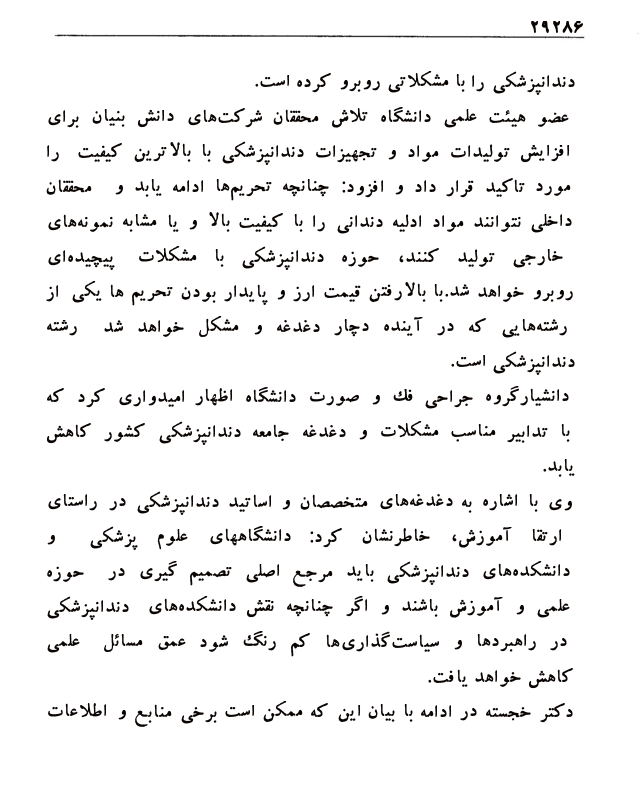 ۲۹۲۸۶
دندانپزشکی را با مشکلاتی روبرو کرده است.
عضو هیئت علمی دانشگاه تلاش محققان شرکت‌های دانش بنیان برای
افزایش تولیدات مواد و تجهیزات دندانپزشکی با بالاترین کیفیت را
مورد تاکید قرار داد و افزود: چنانچه تحریم‌ها ادامه یابد و محققان
داخلی نتوانند مواد ادلیه دندانی را با کیفیت بالا و یا مشابه نمونه‌های
خارجی تولید کنند، حوزه دندانپزشکی با مشکلات پیچیده‌ای
روبرو خواهد شد.با بالارفتن قیمت ارز و پایدار بودن تحریم ها یکی از
رشته‌هایی که در آینده دچار دغدغه و مشکل خواهد شد رشته
دندانپزشکی است.
دانشیارگروه جراحی فك و صورت دانشگاه اظهار امیدواری کرد که
با تدابیر مناسب مشکلات و دغدغه جامعه دندانپزشکی کشور کاهش
یابد.
وی با اشاره به دغدغه‌های متخصصان و اساتید دندانپزشکی در راستای
ارتقا آموزش، خاطرنشان کرد: دانشگاههای علوم پزشکی و
دانشکده‌های دندانپزشکی باید مرجع اصلی تصمیم گیری در حوزه
علمی و آموزش باشند و اگر چنانچه نقش دانشکده‌های دندانپزشکی
در راهبردها و سیاست‌گذاری‌ها کم رنگ شود عمق مسائل علمی
کاهش خواهد یافت.
دکتر خجسته در ادامه با بیان این که ممکن است برخی منابع و اطلاعات